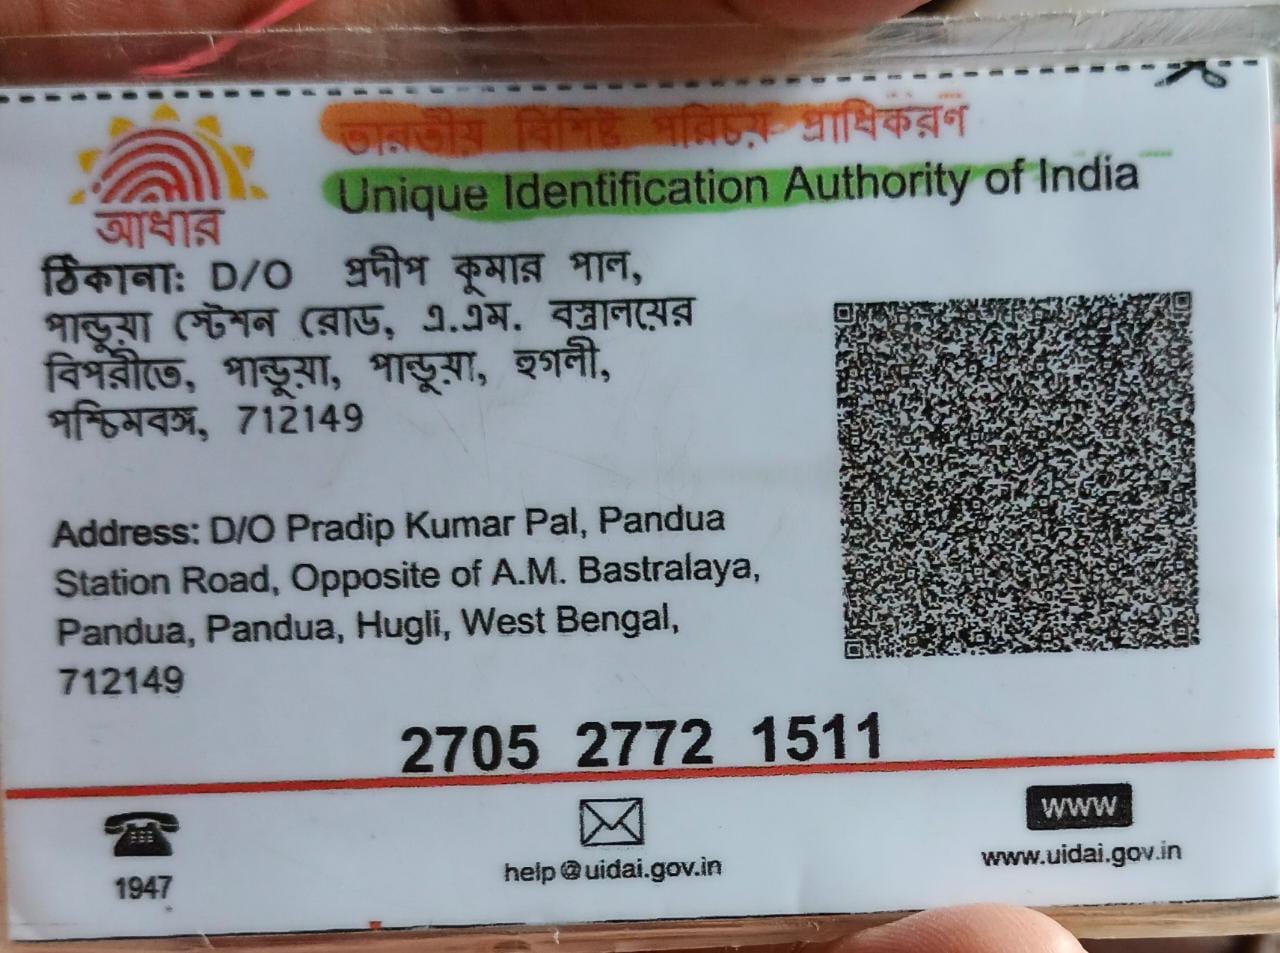 ভারতীয় বিশিষ্ট পরিচয় প্রাধিকরণ
Unique Identification Authority of India
আধার
ঠিকানা: D/O প্রদীপ কুমার পাল,
পান্ডুয়া স্টেশন রোড, এ.এম. বস্ত্রালয়ের
বিপরীতে, পান্ডুয়া, পান্ডুয়া, হুগলী,
পশ্চিমবঙ্গ, 712149
Address: D/O Pradip Kumar Pal, Pandua
Station Road, Opposite of A.M. Bastralaya,
Pandua, Pandua, Hugli, West Bengal,
712149
2705 2772 1511
1947
help@uidai.gov.in
www
www.uidai.gov.in